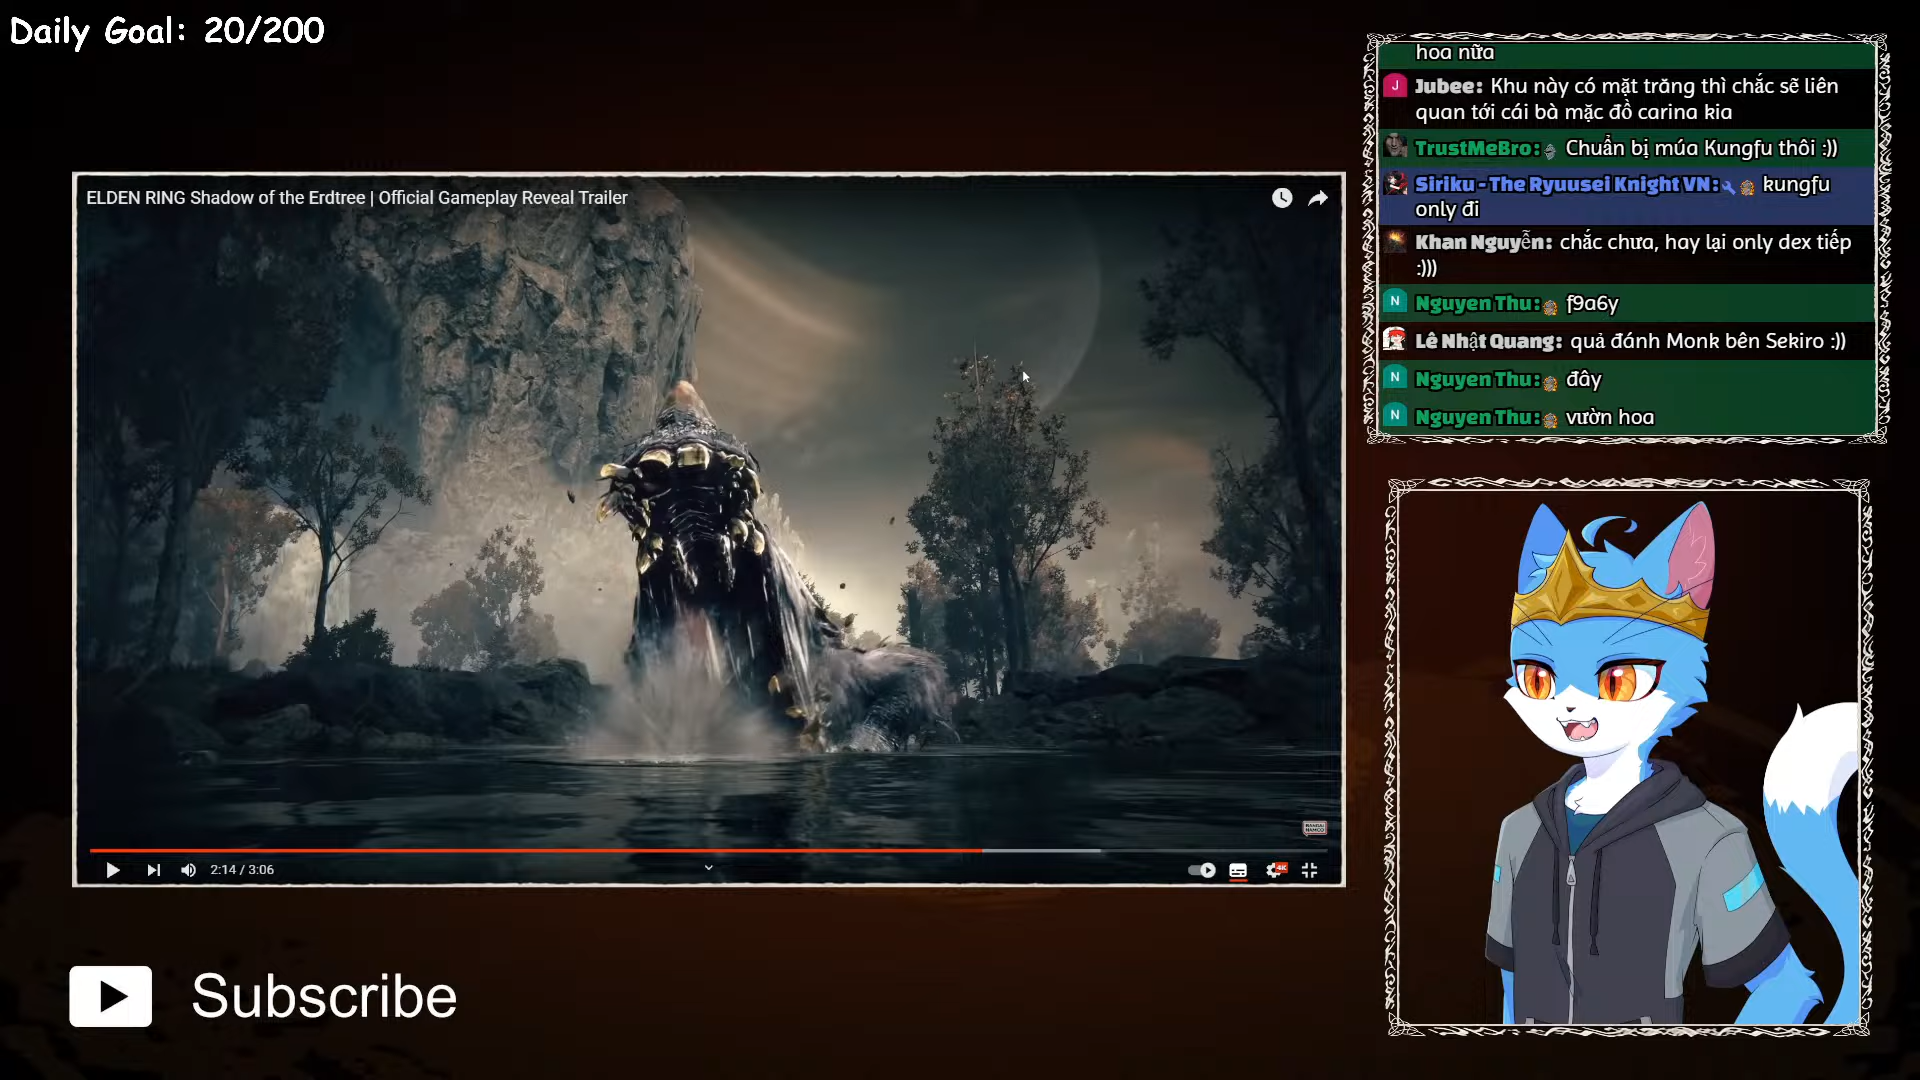 Daily Goal: 20/200
ELDEN RING Shadow of the Erdtree | Official Gameplay Reveal Trailer
BANDAI
NAMCO
2:14 / 3:06
4K
Subscribe
hoa nữa
J
Jubee: Khu này có mặt trăng thì chắc sẽ liên
quan tới cái bà mặc đồ carina kia
TrustMeBro: Chuẩn bị múa Kungfu thôi :))
Siriku - The Ryuusei Knight VN: kungfu
only đi
Khan Nguyễn: chắc chưa, hay lại only dex tiếp
:)))
N
Nguyen Thu: f9a6y
Lê Nhật Quang: quả đánh Monk bên Sekiro :))
N
Nguyen Thu: đây
N
Nguyen Thu: vườn hoa